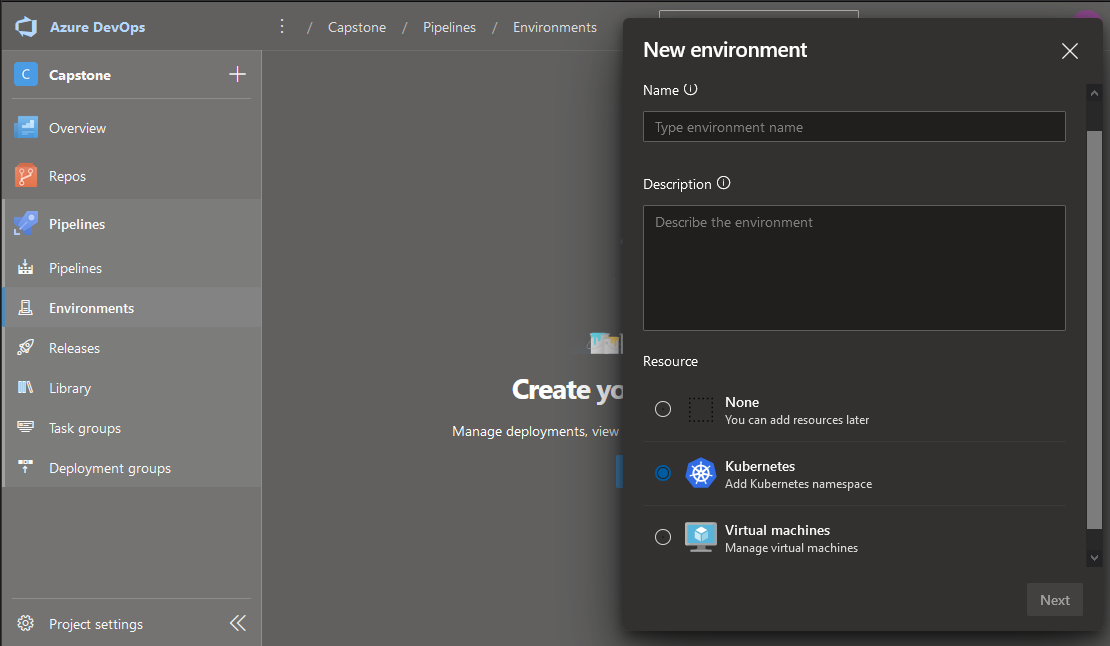 Azure DevOps
/ Capstone / Pipelines / Environments
C Capstone
Overview
Repos
Pipelines
Pipelines
Environments
Releases
Library
Task groups
Deployment groups
Project settings
Manage deployments, view
New environment
Name
Type environment name
Description
Describe the environment
Resource
None
You can add resources later
Kubernetes
Add Kubernetes namespace
Virtual machines
Manage virtual machines
Next